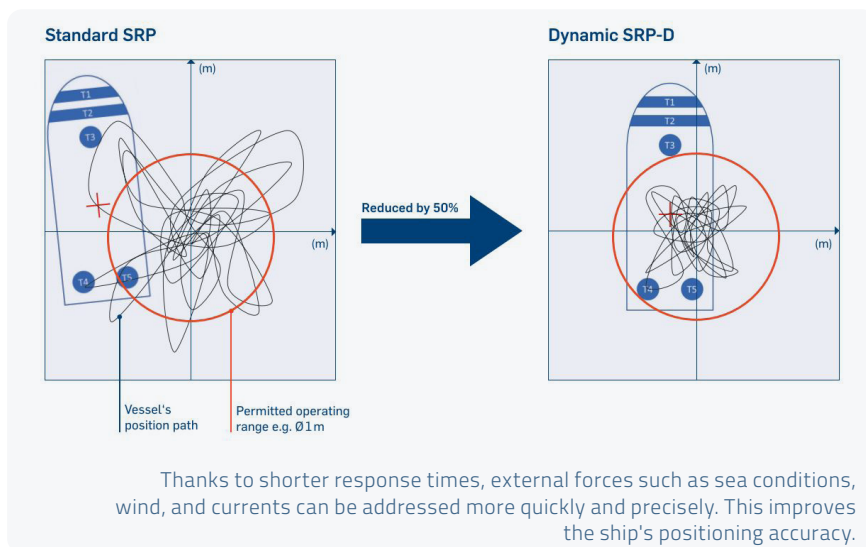 Standard SRP
Dynamic SRP-D
(m)
T1
T2
T3
(m)
T4
T5
Reduced by 50%
(m)
T1
T2
T3
(m)
T4
T5
Vessel's
position path
Permitted operating
range e.g. Ø1m
Thanks to shorter response times, external forces such as sea conditions,
wind, and currents can be addressed more quickly and precisely. This improves
the ship's positioning accuracy.